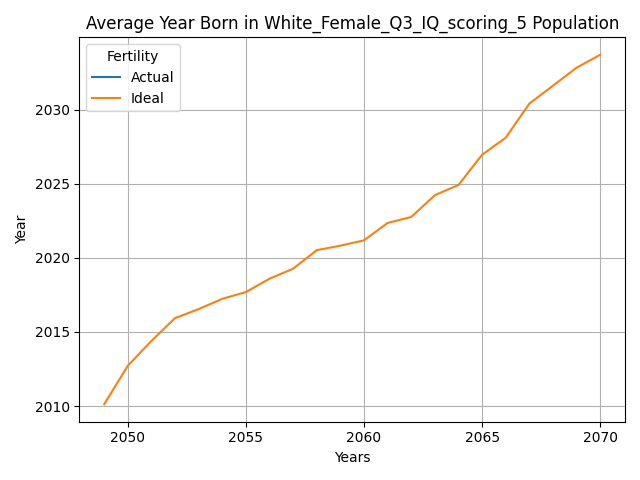 Average Year Born in White_Female_Q3_IQ_scoring_5 Population
Fertility
Actual
Ideal
2030
2025
2020
2015
2010
Year
2050 2055 2060 2065 2070
Years